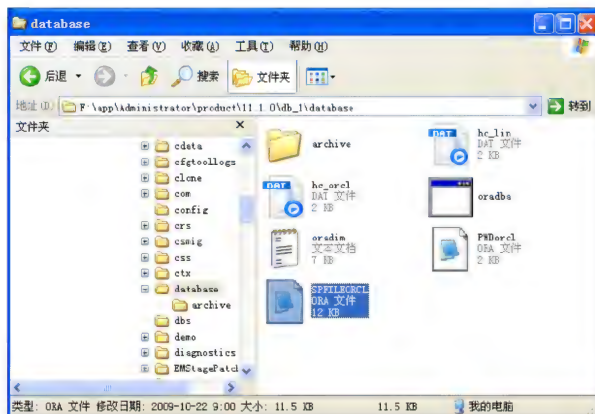 database
文件(F) 编辑(E) 查看(V) 收藏(A) 工具(T) 帮助(H)
后退 搜索 文件夹
地址(D) F:\app\Administrator\product\11.1.0\db_1\database 转到
文件夹
cdata
cfgtoollogs
clone
com
config
crs
csmig
css
ctx
database
archive
dbs
demo
diagnostics
EMStagePatch
archive
hc_lin
DAT 文件
2 KB
hc_orcl
DAT 文件
2 KB
oradba
oradim
文本文档
7 KB
PWDorcl
ORA 文件
2 KB
SPFILEORCL
ORA 文件
12 KB
类型: ORA 文件 修改日期: 2009-10-22 9:00 大小: 11.5 KB 11.5 KB 我的电脑